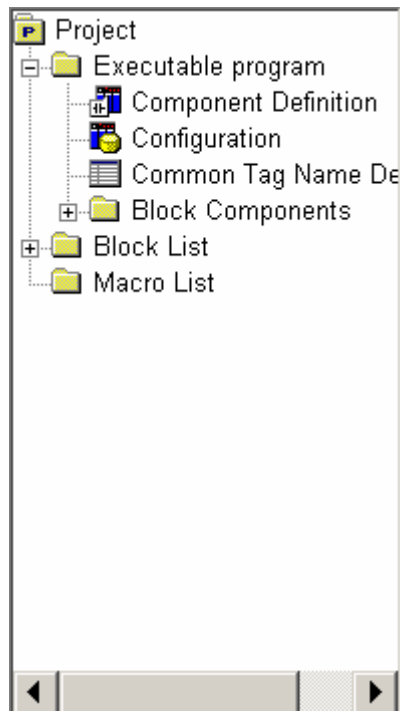 P Project
Executable program
Component Definition
Configuration
Common Tag Name De
Block Components
Block List
Macro List